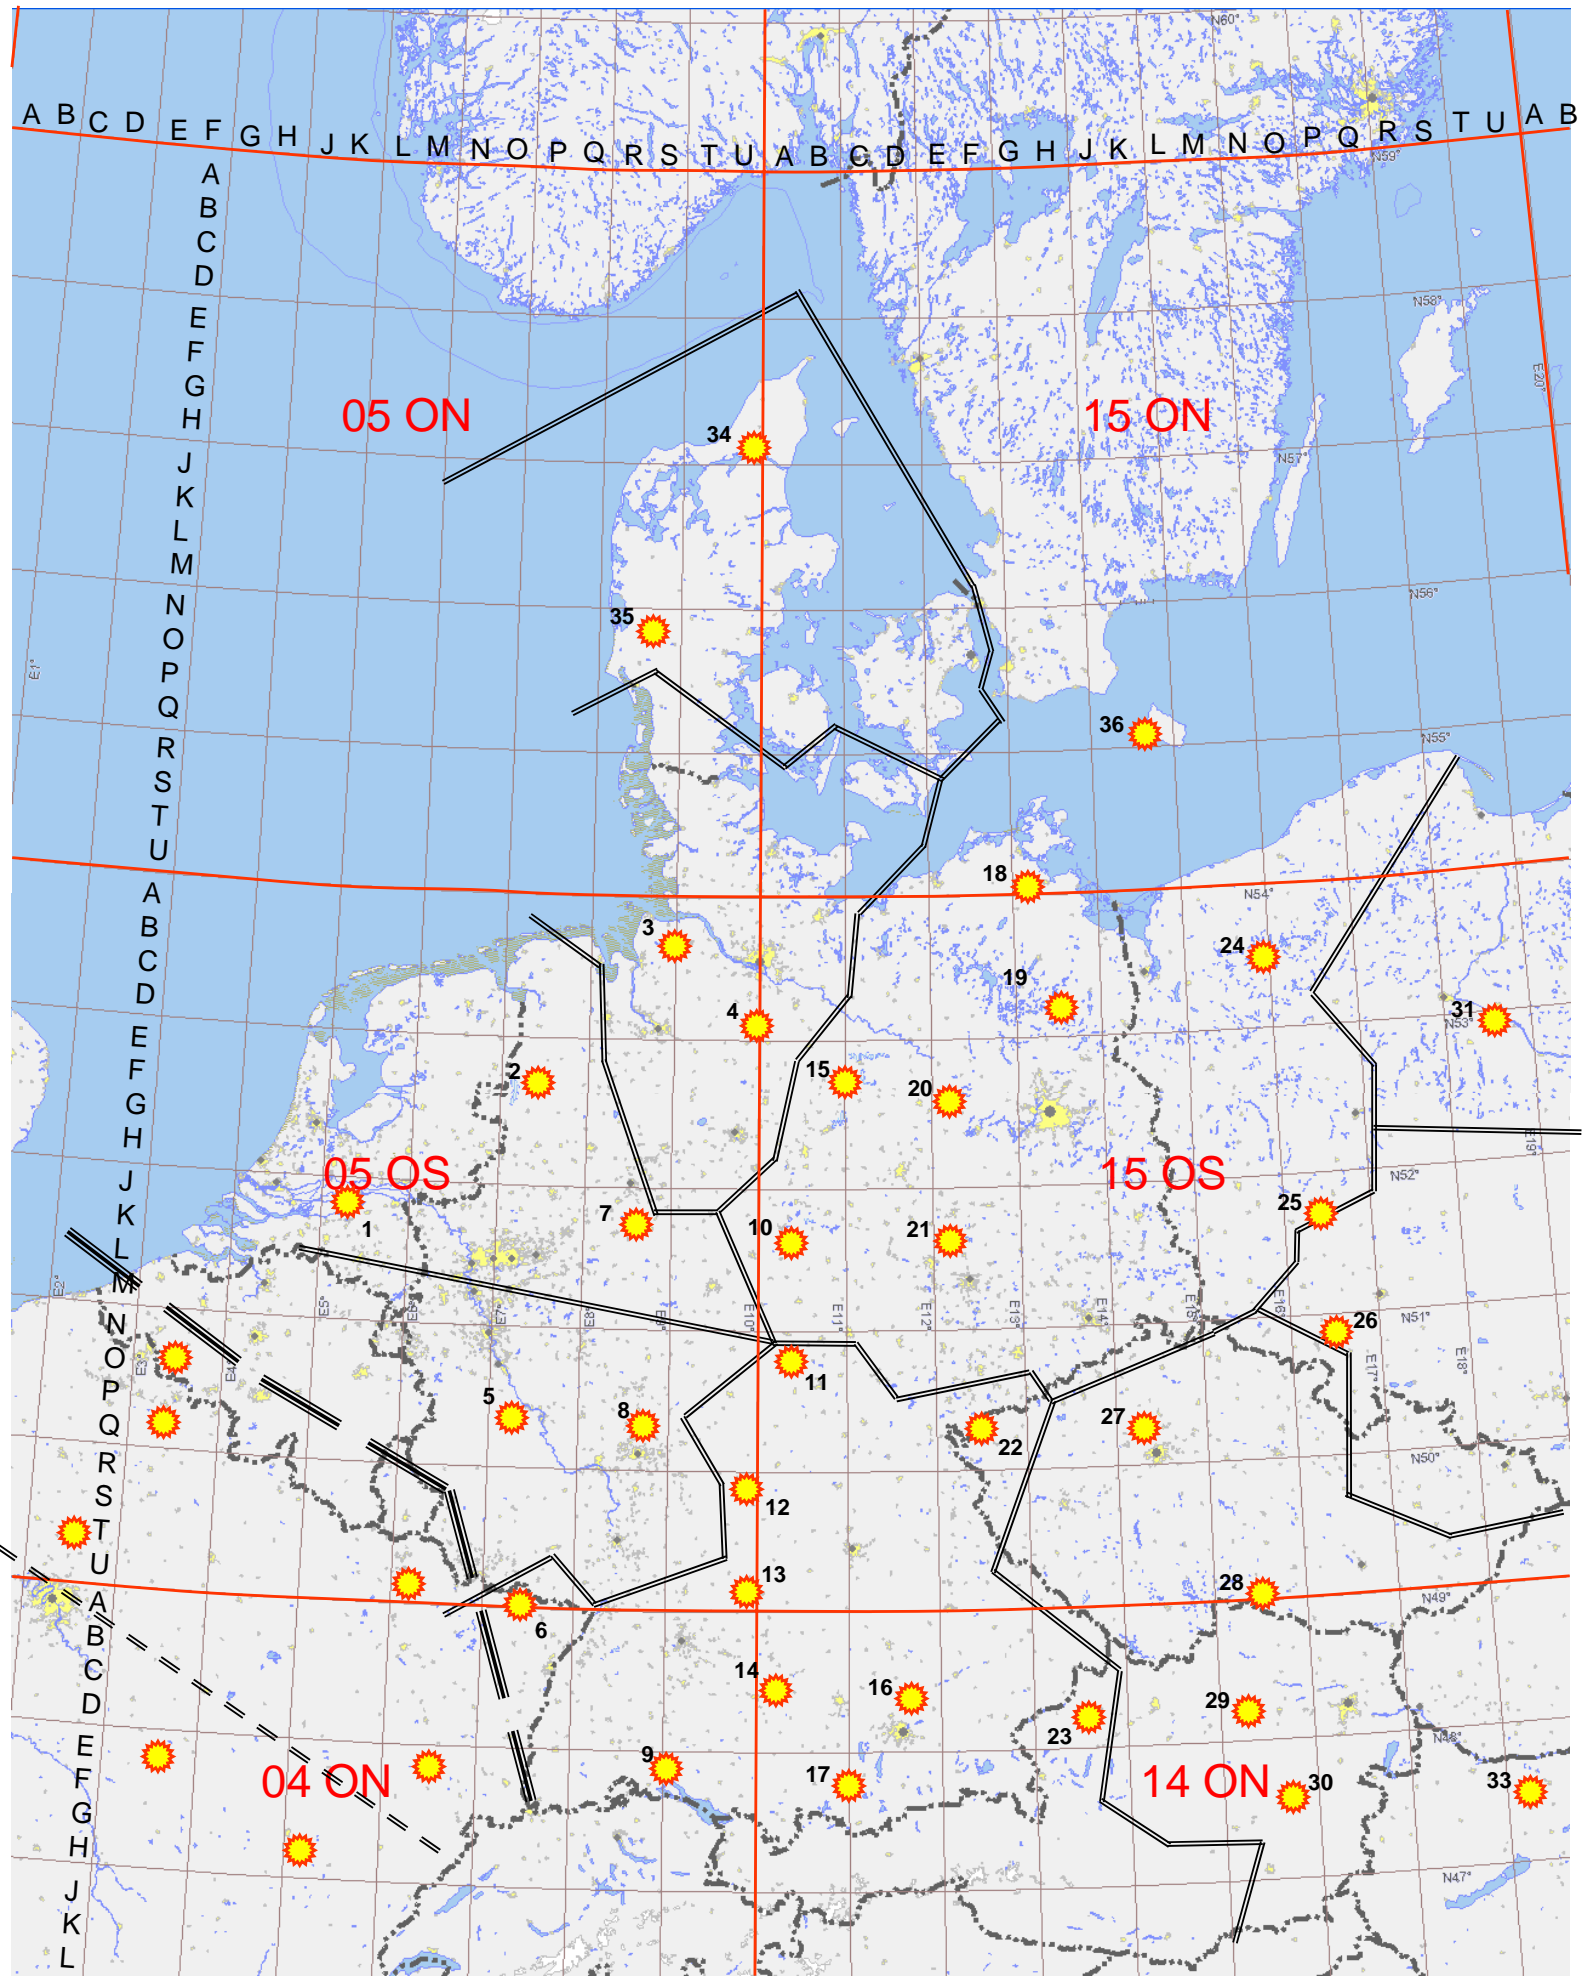 N60°
A B C D E F G H J K L M N O P Q R S T U A B C D E F G H J K L M N O P Q R S T U A B
N59°
A
B
C
D
E
F
G
H
J
K
L
M
N
O
P
Q
R
S
T
U
N58°
E20°
05 ON
15 ON
34
N57°
N56°
35
E1°
36
N55°
18
N54°
A
B
C
D
E
F
G
H
J
K
L
M
N
O
P
Q
R
S
T
U
3
24
19
4
31
N53°
2
15
20
E19°
05 OS
15 OS
N52°
1
7
10
21
25
E2°
E3°
E4°
E5°
E6°
E7°
E8°
E9°
E10°
E11°
E12°
E13°
E14°
E15°
E16°
E17°
E18°
N51°
26
11
5
8
22
27
N50°
12
13
28
N49°
6
A
B
C
D
E
F
G
H
J
K
L
14
16
23
29
N48°
9
17
04 ON
14 ON
30
33
N47°